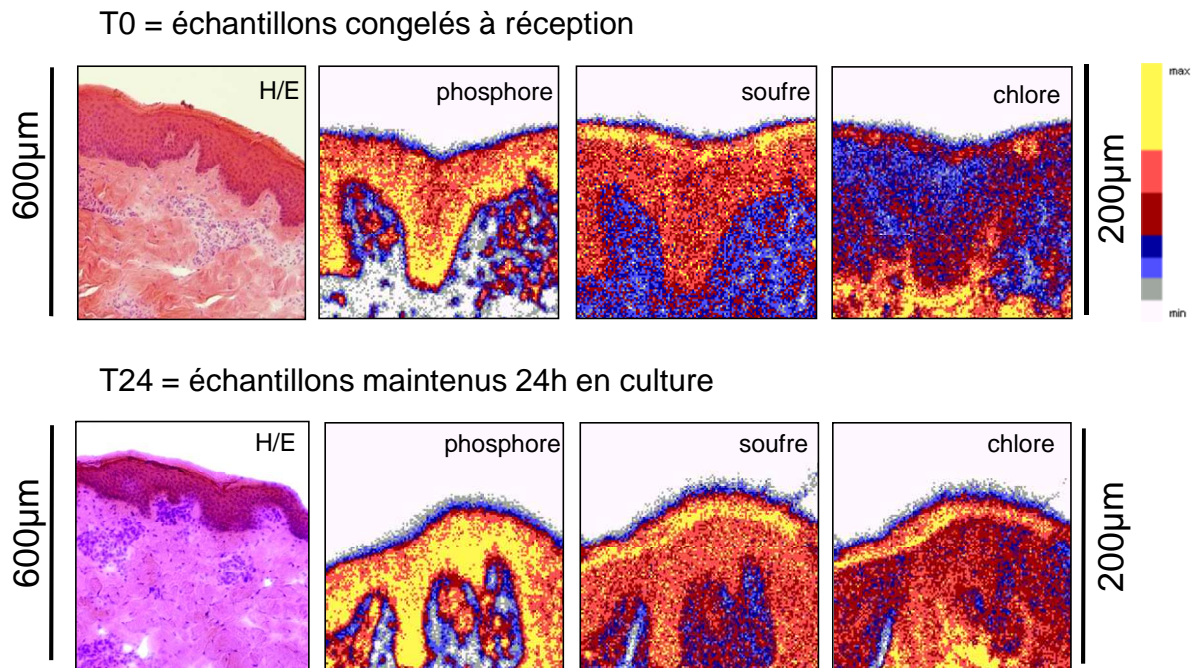 T0 = échantillons congelés à réception
600µm
H/E
phosphore
soufre
chlore
200µm
max
min
T24 = échantillons maintenus 24h en culture
600µm
H/E
phosphore
soufre
chlore
200µm